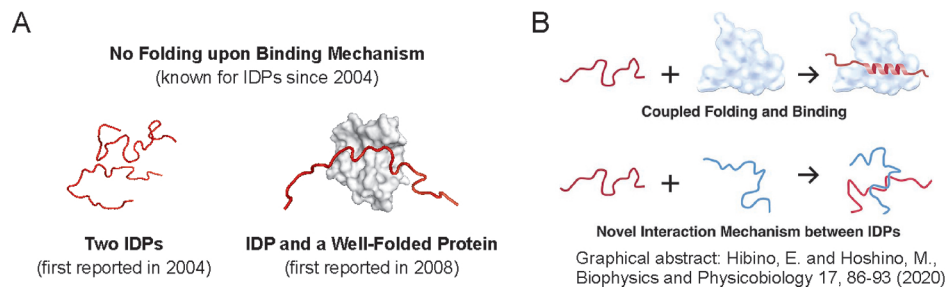 A
No Folding upon Binding Mechanism
(known for IDPs since 2004)
Two IDPs
(first reported in 2004)
IDP and a Well-Folded Protein
(first reported in 2008)
B
+
→
Coupled Folding and Binding
+
→
Novel Interaction Mechanism between IDPs
Graphical abstract: Hibino, E. and Hoshino, M.,
Biophysics and Physicobiology 17, 86-93 (2020)